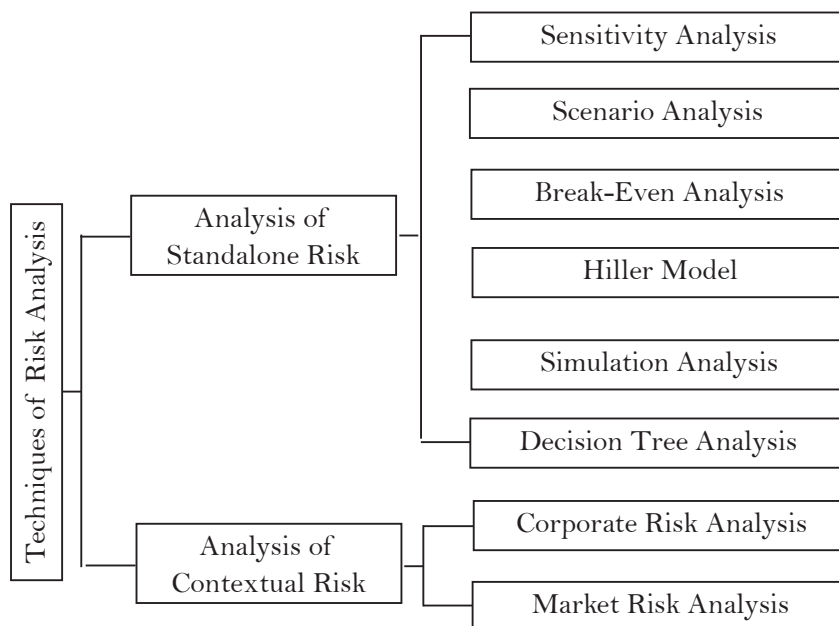 Techniques of Risk Analysis
Analysis of
Standalone Risk
Sensitivity Analysis
Scenario Analysis
Break-Even Analysis
Hiller Model
Simulation Analysis
Decision Tree Analysis
Analysis of
Contextual Risk
Corporate Risk Analysis
Market Risk Analysis